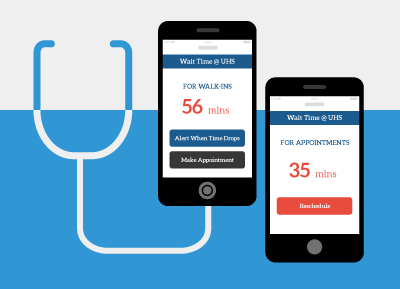 Wait Time @ UHS
FOR WALK-INS
56 mins
Alert When Time Drops
Make Appointment
Wait Time @ UHS
FOR APPOINTMENTS
35 mins
Reschedule